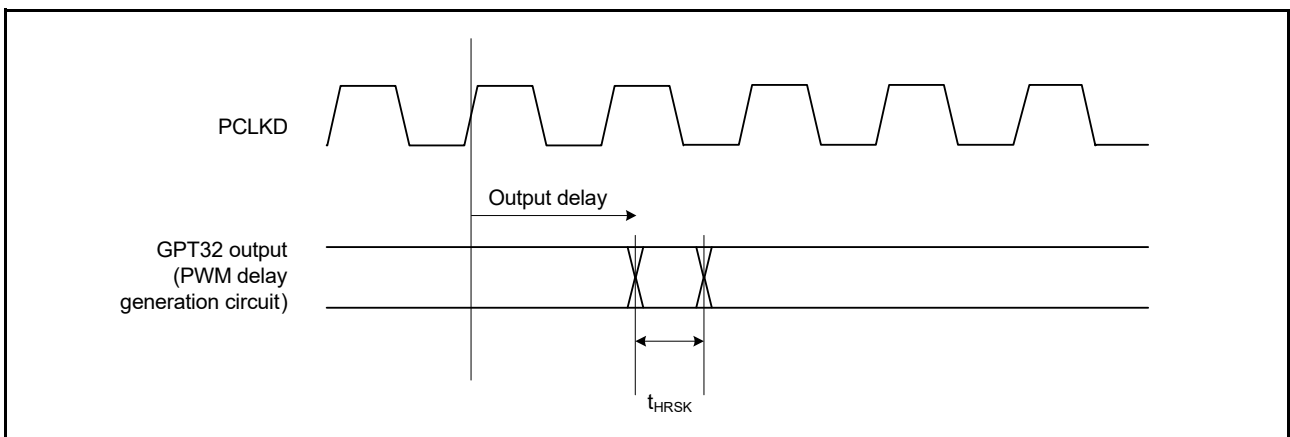 PCLKD
Output delay
GPT32 output
(PWM delay
generation circuit)
tHRSK